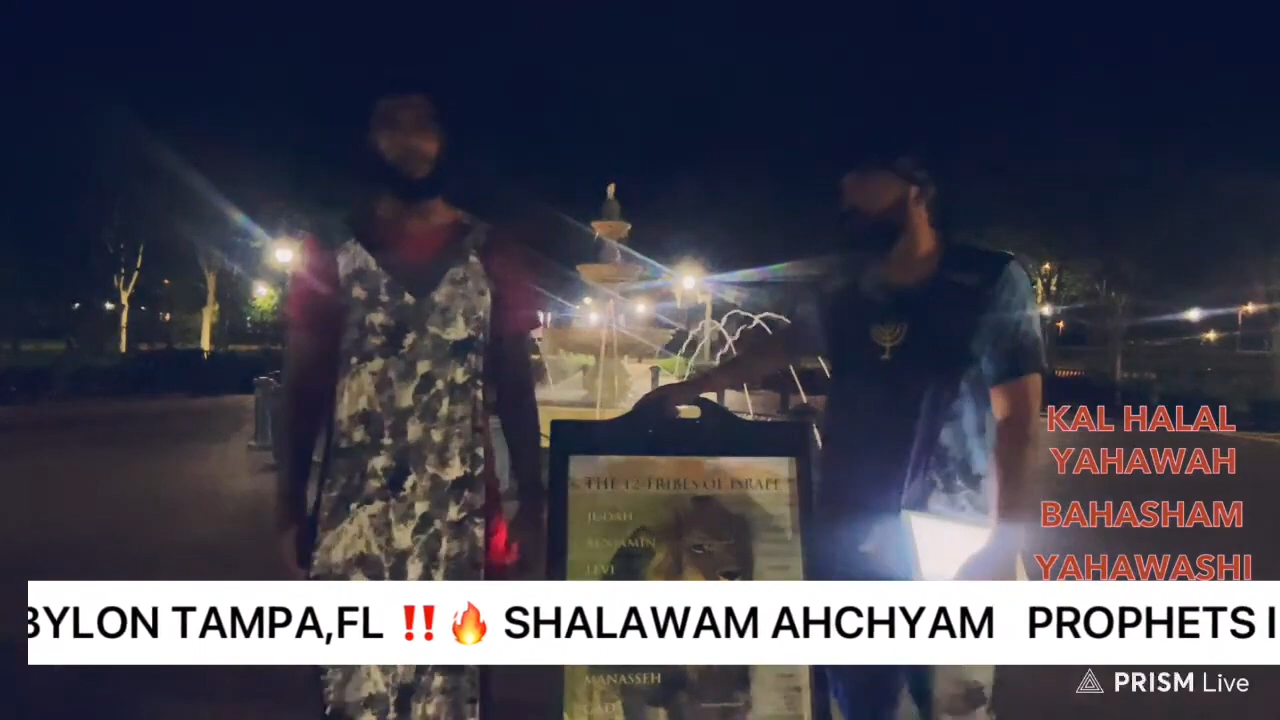 THE 12 TRIBES OF ISRAEL
JUDAH
BENJAMIN
LEVI
KAL HALAL
YAHAWAH
BAHASHAM
YAHAWASHI
BYLON TAMPA,FL ‼️🔥 SHALAWAM AHCHYAM PROPHETS I
MANASSEH
GAD
PRISM Live